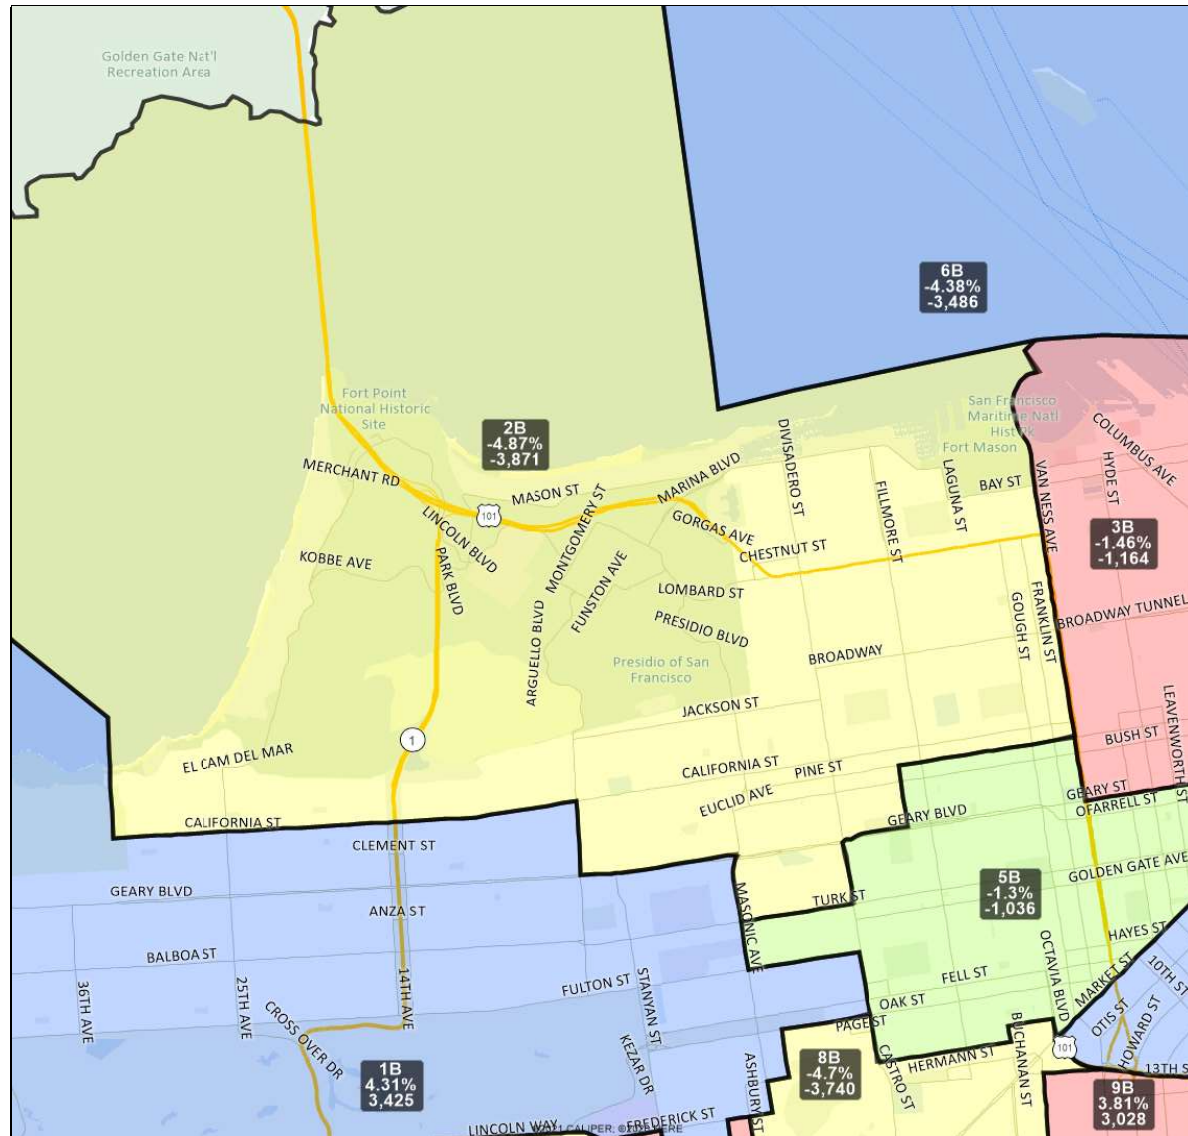 Golden Gate Nat'l
Recreation Area
6B
-4.38%
-3,486
Fort Point
National Historic
Site
2B
-4.87%
-3,871
San Francisco
Maritime Natl
Hist Pk
Fort Mason
COLUMBUS AVE
DIVISADERO ST
MARINA BLVD
MERCHANT RD
MASON ST
LAGUNA ST
BAY ST
HYDE ST
VAN NESS AVE
FILLMORE ST
101
LINCOLN BLVD
MONTGOMERY ST
GORGAS AVE
CHESTNUT ST
3B
-1.46%
-1,164
KOBBE AVE
PARK BLVD
FUNSTON AVE
LOMBARD ST
GOUGH ST
FRANKLIN ST
BROADWAY TUNNEL
ARGUELLO BLVD
PRESIDIO BLVD
BROADWAY
Presidio of San
Francisco
JACKSON ST
LEAVENWORTH ST
BUSH ST
1
EL CAM DEL MAR
CALIFORNIA ST
PINE ST
EUCLID AVE
GEARY ST
OFARRELL ST
GEARY BLVD
CALIFORNIA ST
CLEMENT ST
GOLDEN GATE AVE
GEARY BLVD
5B
-1.3%
-1,036
MASONIC AVE
TURK ST
ANZA ST
HAYES ST
BALBOA ST
OCTAVIA BLVD
MARKET ST
10TH ST
36TH AVE
25TH AVE
14TH AVE
FULTON ST
STANYAN ST
FELL ST
OAK ST
OTIS ST
HOWARD ST
CROSS OVER DR
PAGE ST
BUCHANAN ST
101
KEZAR DR
ASHBURY ST
8B
-4.7%
-3,740
CASTRO ST
HERMANN ST
13TH S
1B
4.31%
3,425
9B
3.81%
3,028
LINCOLN WAY
FREDERICK ST
CALIPER; ©
HERE